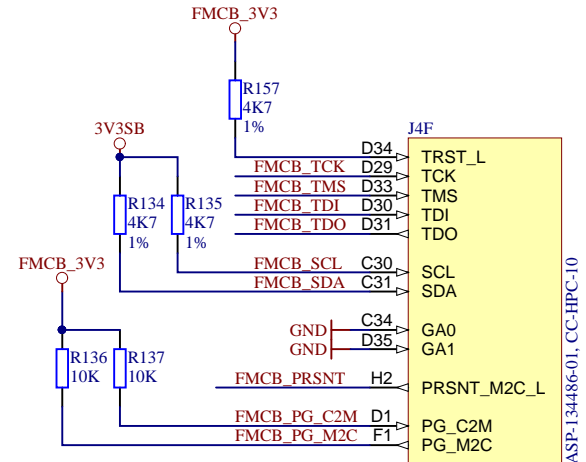 FMCB_3V3
R157
4K7
1%
J4F
3V3SB
D34 TRST_L
FMCB_TCK D29 TCK
FMCB_TMS D33 TMS
R134 R135 FMCB_TDI D30 TDI
4K7 4K7 FMCB_TDO D31 TDO
1% 1%
FMCB_3V3
FMCB_SCL C30 SCL
FMCB_SDA C31 SDA
GND C34 GA0
GND D35 GA1
R136 R137
10K 10K
FMCB_PRSNT H2 PRSNT_M2C_L
FMCB_PG_C2M D1 PG_C2M
FMCB_PG_M2C F1 PG_M2C
ASP-134486-01, CC-HPC-10